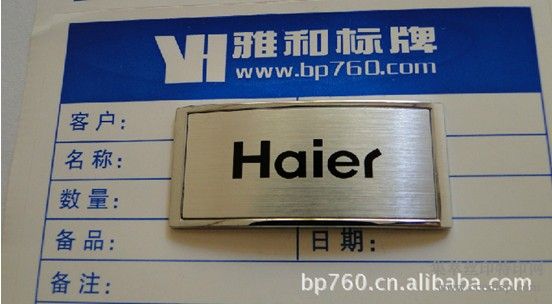 YH 雅和标牌
www.bp760.com
客户:
名称:
Haier
数量:
备品:
日期:
备注:
bp760.cn.alibaba.com